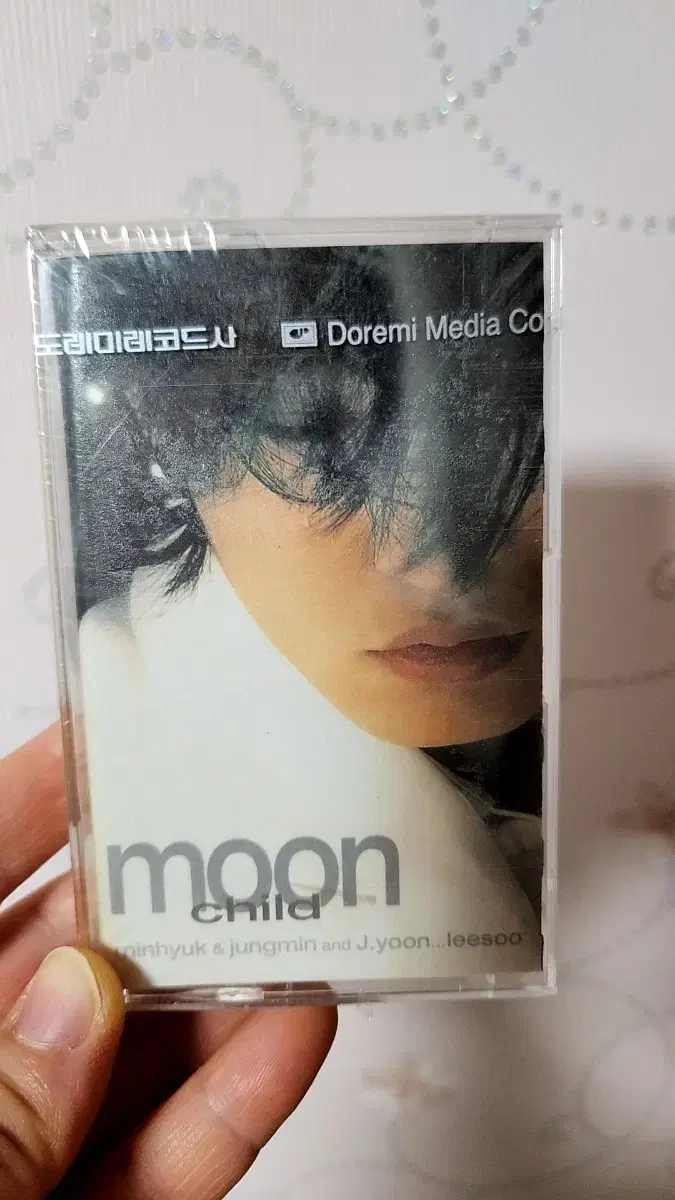 도레미레코드사 Doremi Media Co
moon
child
minhyuk & jungmin and J.yoon...leesoo